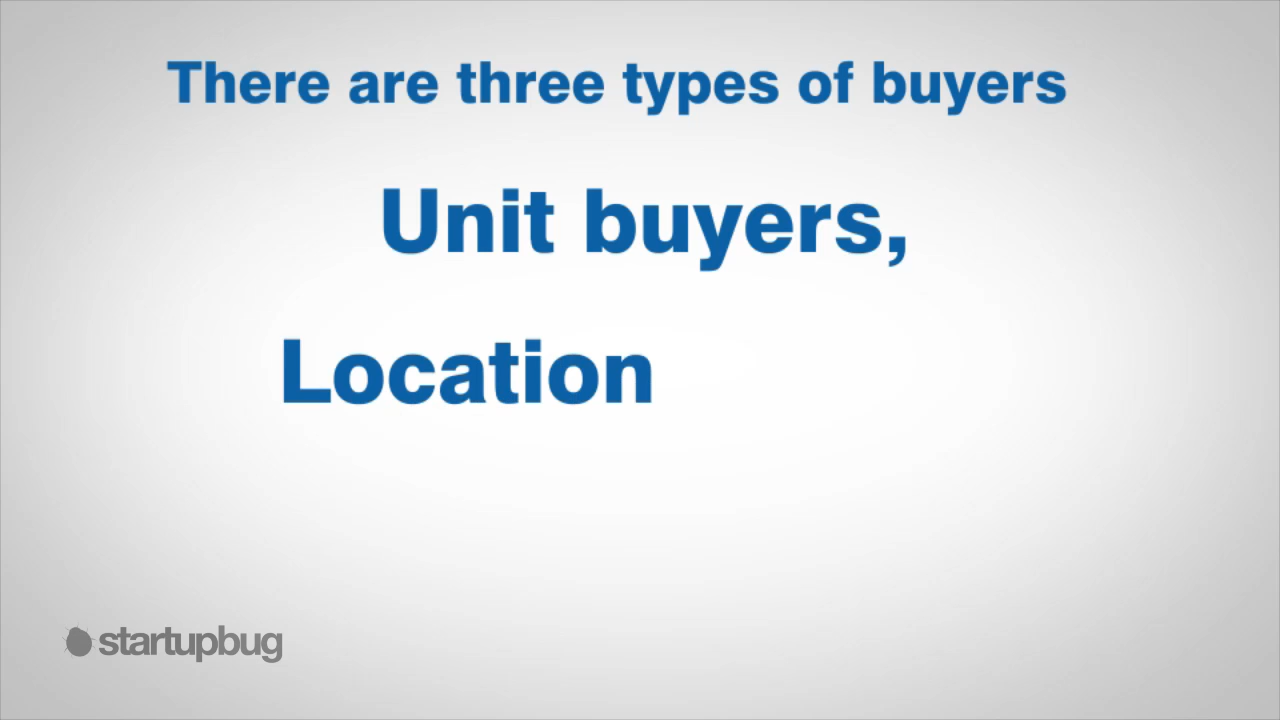 There are three types of buyers
Unit buyers,
Location
startupbug